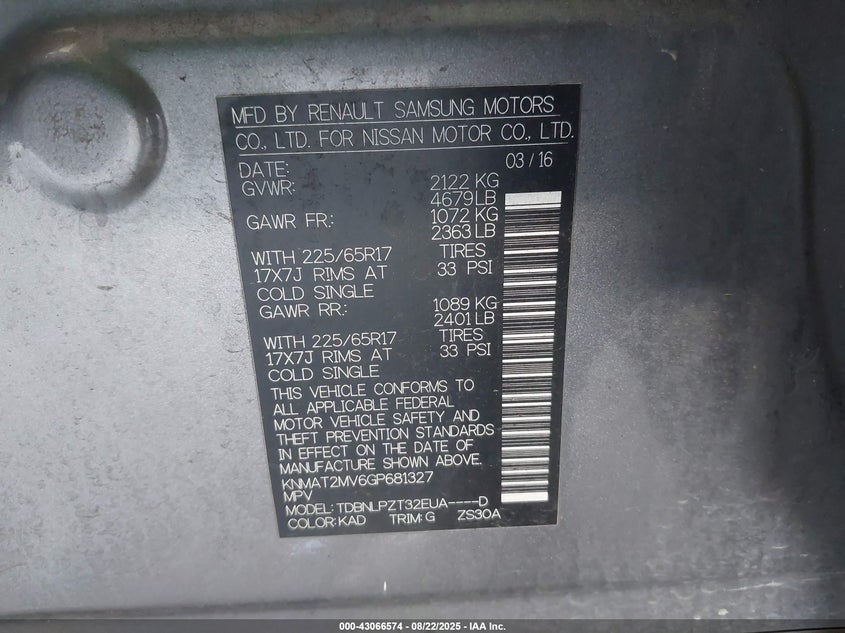 MFD BY RENAULT SAMSUNG MOTORS
CO., LTD. FOR NISSAN MOTOR CO., LTD.
DATE: 03 / 16
GVWR: 2122 KG
4679 LB
GAWR FR.: 1072 KG
2363 LB
WITH 225/65R17 TIRES
17X7J RIMS AT 33 PSI
COLD SINGLE
GAWR RR.: 1089 KG
2401 LB
WITH 225/65R17 TIRES
17X7J RIMS AT 33 PSI
COLD SINGLE
THIS VEHICLE CONFORMS TO
ALL APPLICABLE FEDERAL
MOTOR VEHICLE SAFETY AND
THEFT PREVENTION STANDARDS
IN EFFECT ON THE DATE OF
MANUFACTURE SHOWN ABOVE.
KNMAT2MV6GP681327
MPV
MODEL: TDBNLPZT32EUA----D
COLOR: KAD TRIM: G ZS30A
000-43066574 - 08/22/2025 - IAA Inc.